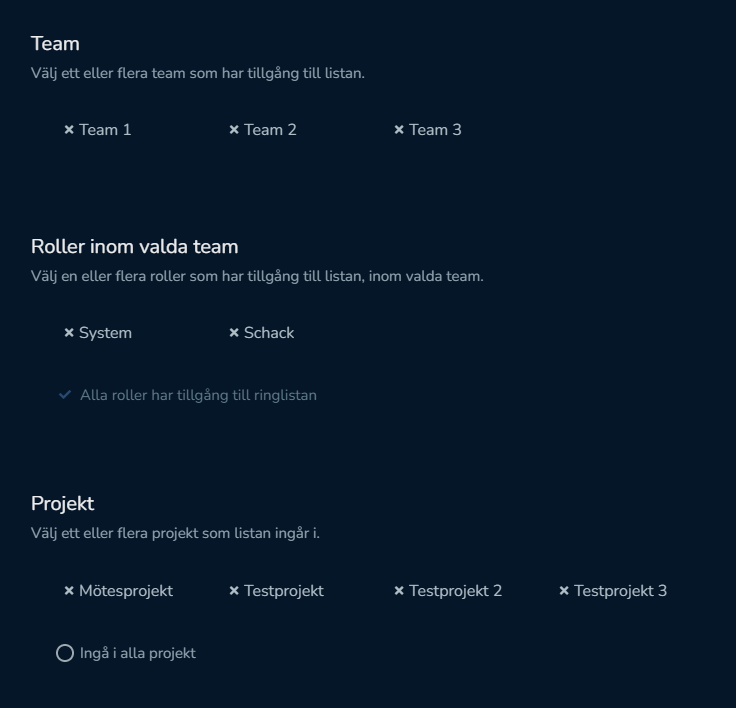 Team
Välj ett eller flera team som har tillgång till listan.
Team 1 Team 2 Team 3
Roller inom valda team
Välj en eller flera roller som har tillgång till listan, inom valda team.
System Schack
Alla roller har tillgång till ringlistan
Projekt
Välj ett eller flera projekt som listan ingår i.
Mötesprojekt Testprojekt Testprojekt 2 Testprojekt 3
Ingå i alla projekt